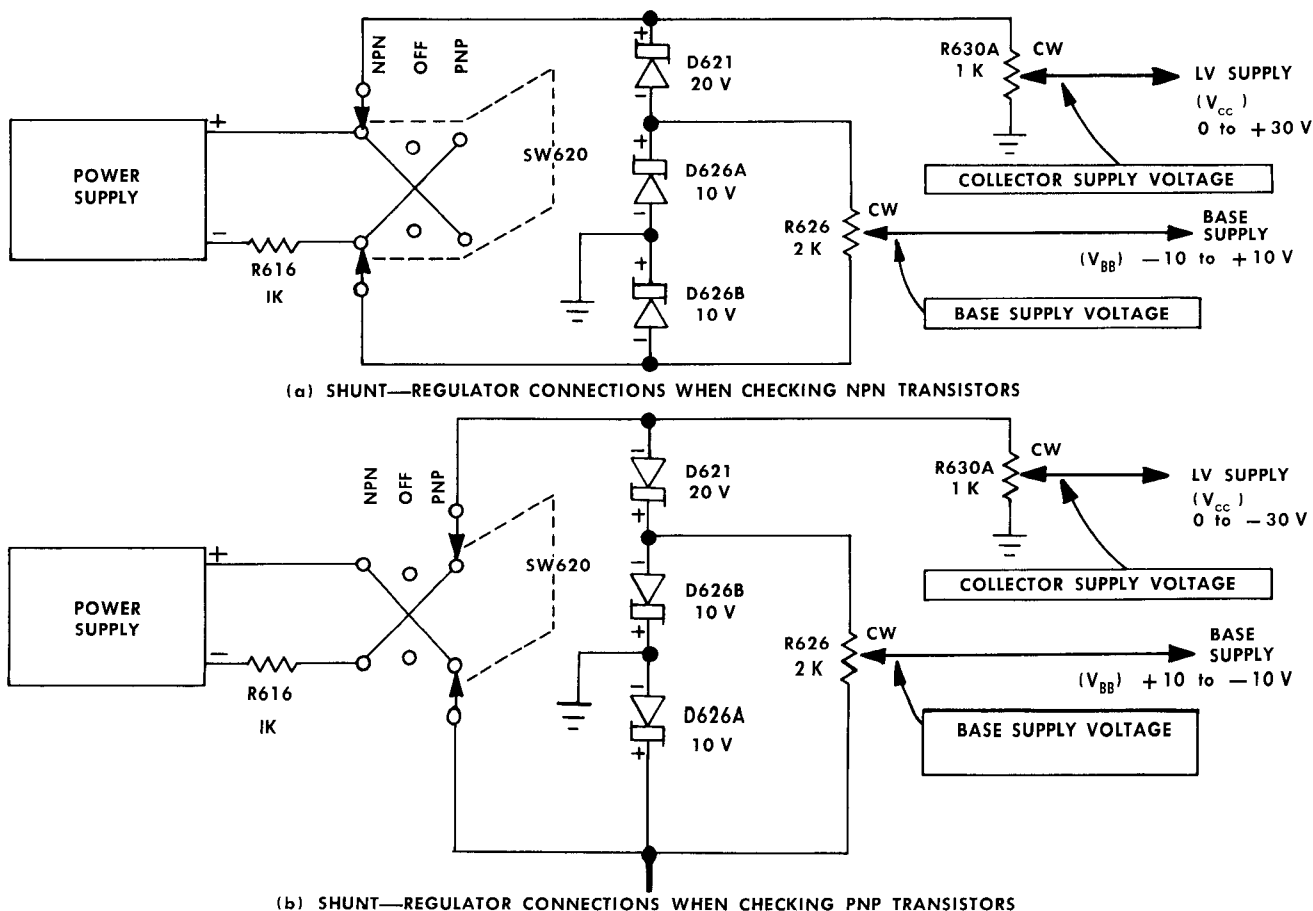 NPN
OFF
PNP
POWER
SUPPLY
+
−
R616
1K
SW620
+
D621
20 V
−
+
D626A
10 V
−
+
D626B
10 V
−
R630A
1 K
CW
LV SUPPLY
(Vcc)
0 to +30 V
COLLECTOR SUPPLY VOLTAGE
R626
2 K
CW
BASE
SUPPLY
(VBB) —10 to +10 V
BASE SUPPLY VOLTAGE
(a) SHUNT—REGULATOR CONNECTIONS WHEN CHECKING NPN TRANSISTORS
NPN
OFF
PNP
POWER
SUPPLY
+
−
R616
1K
SW620
−
D621
20 V
+
−
D626B
10 V
+
−
D626A
10 V
+
R630A
1 K
CW
LV SUPPLY
(Vcc)
0 to —30 V
COLLECTOR SUPPLY VOLTAGE
R626
2 K
CW
BASE
SUPPLY
(VBB) +10 to —10 V
BASE SUPPLY VOLTAGE
(b) SHUNT—REGULATOR CONNECTIONS WHEN CHECKING PNP TRANSISTORS